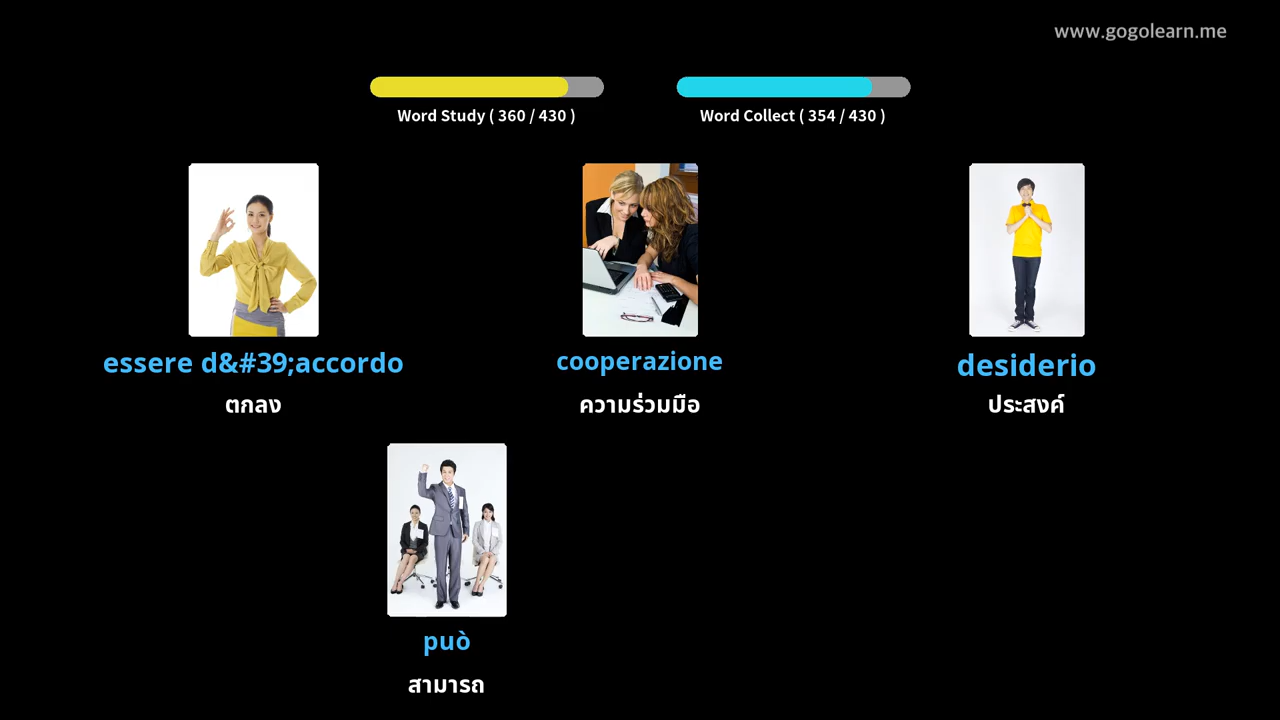 www.gogolearn.me
Word Study ( 360 / 430 )
Word Collect ( 354 / 430 )
essere d&#39;accordo
ตกลง
cooperazione
ความร่วมมือ
desiderio
ประสงค์
può
สามารถ